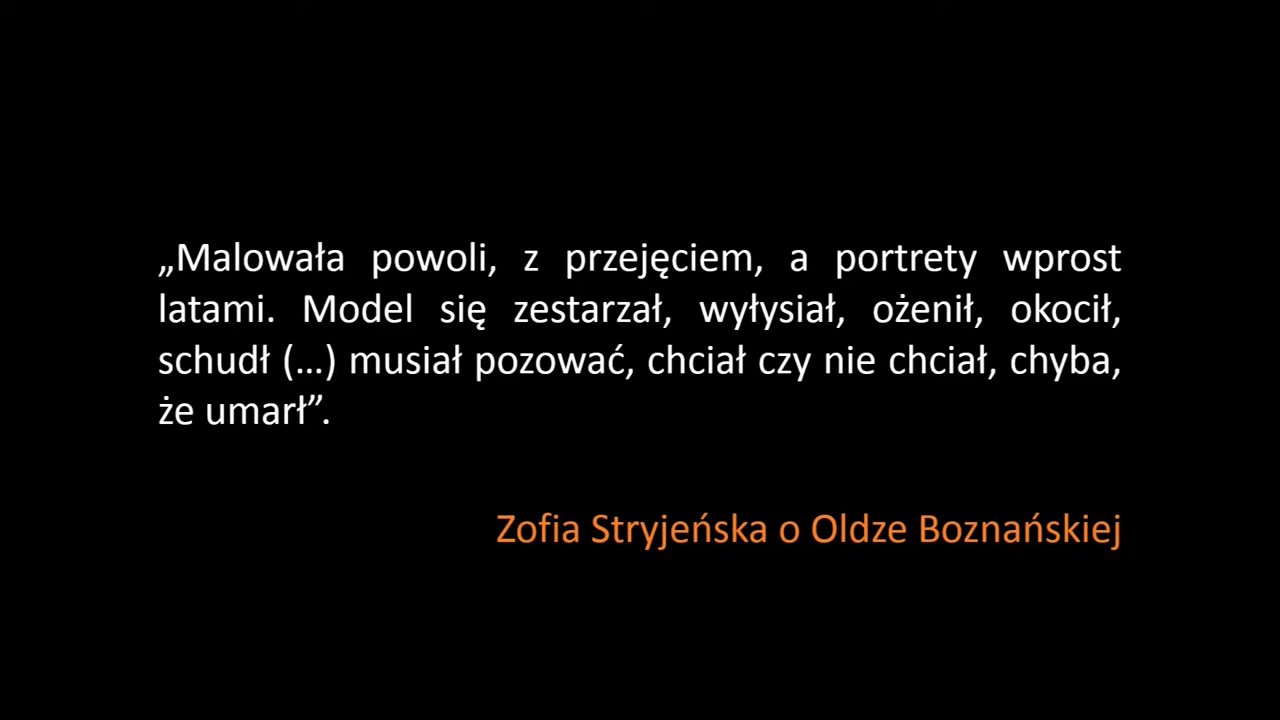 „Malowała powoli, z przejęciem, a portrety wprost
latami. Model się zestarzał, wyłysiał, ożenił, okocił,
schudł (…) musiał pozować, chciał czy nie chciał, chyba,
że umarł”.
Zofia Stryjeńska o Oldze Boznańskiej